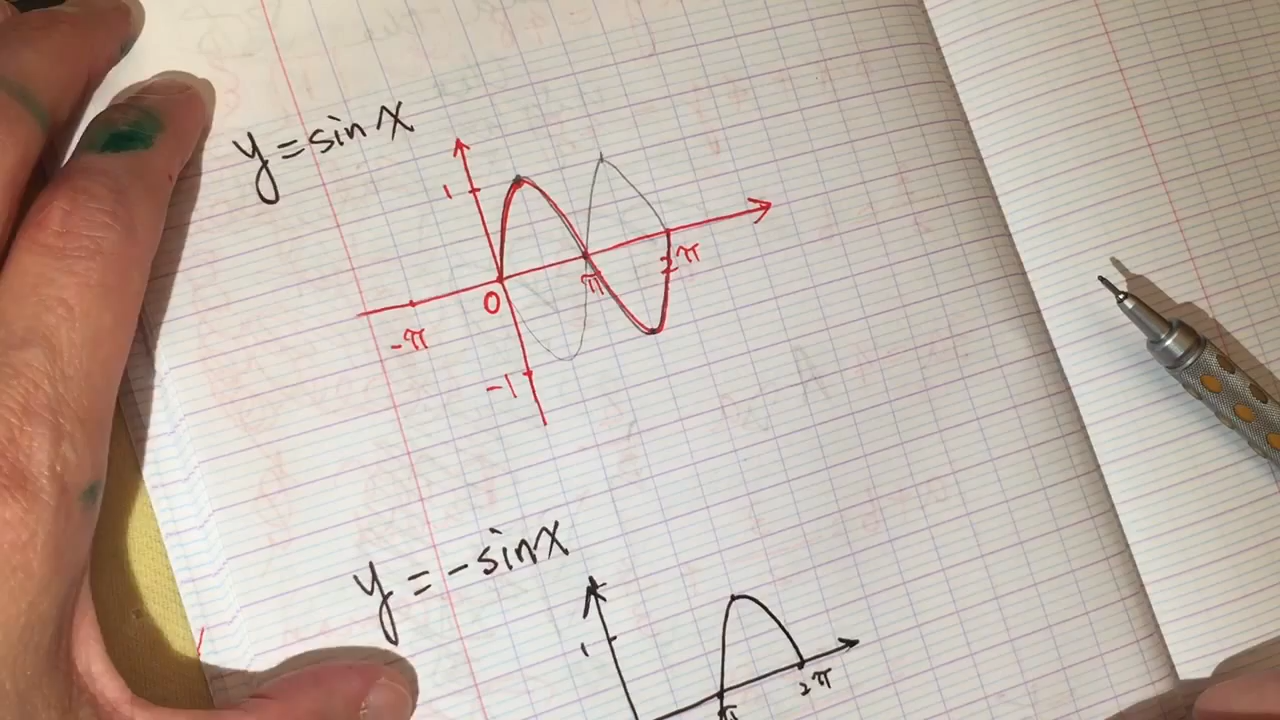 y = sin x
1
0
π
2π
-π
-1
y = -sin x
1
2π
π